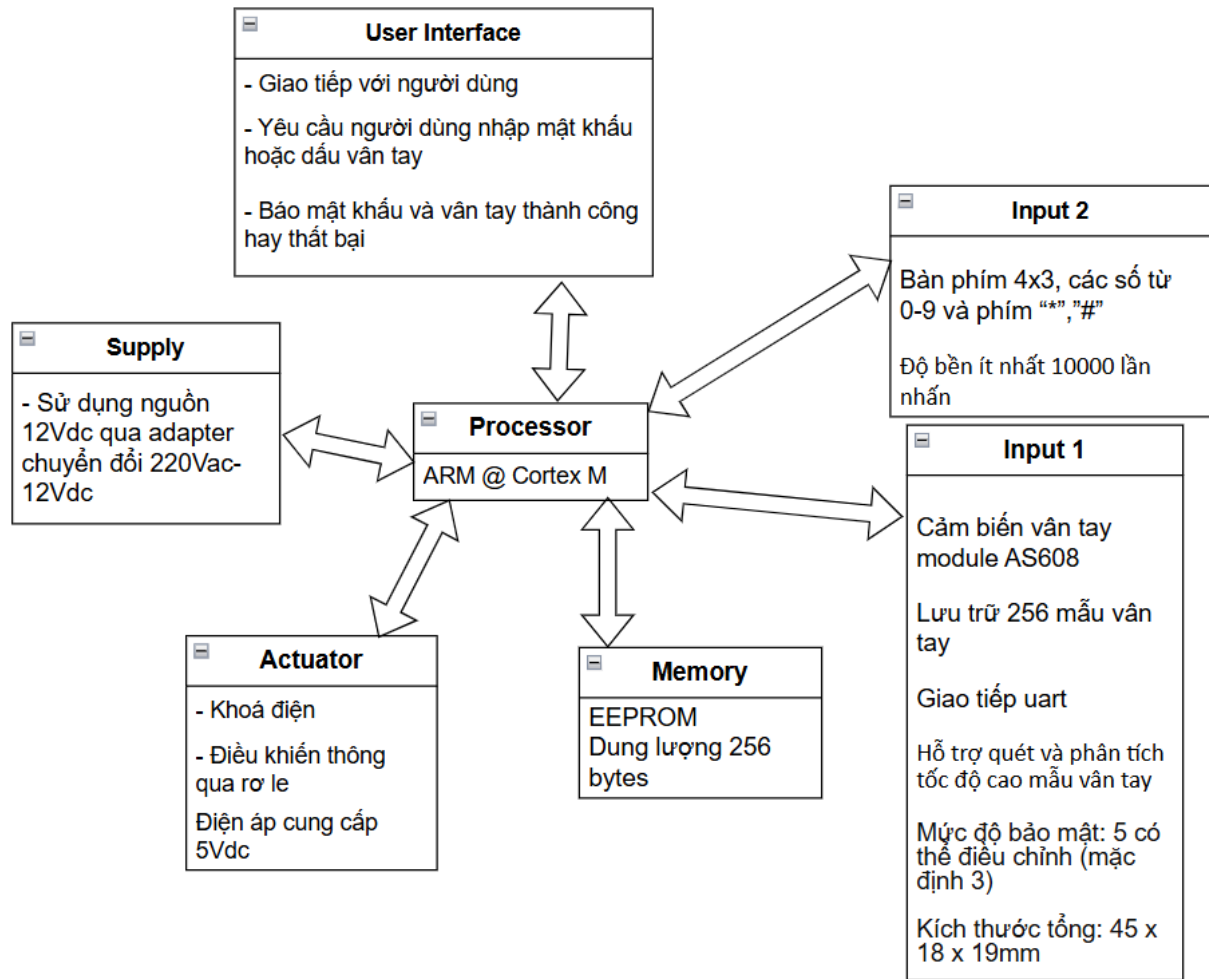 User Interface
- Giao tiếp với người dùng
- Yêu cầu người dùng nhập mật khẩu
hoặc dấu vân tay
- Báo mật khẩu và vân tay thành công
hay thất bại
Input 2
Bàn phím 4x3, các số từ
0-9 và phím “*”,”#”
Độ bền ít nhất 10000 lần
nhấn
Supply
- Sử dụng nguồn
12Vdc qua adapter
chuyển đổi 220Vac-
12Vdc
Processor
ARM @ Cortex M
Input 1
Cảm biến vân tay
module AS608
Lưu trữ 256 mẫu vân
tay
Giao tiếp uart
Hỗ trợ quét và phân tích
tốc độ cao mẫu vân tay
Mức độ bảo mật: 5 có
thể điều chỉnh (mặc
định 3)
Kích thước tổng: 45 x
18 x 19mm
Actuator
- Khoá điện
- Điều khiển thông
qua rơ le
Điện áp cung cấp
5Vdc
Memory
EEPROM
Dung lượng 256
bytes